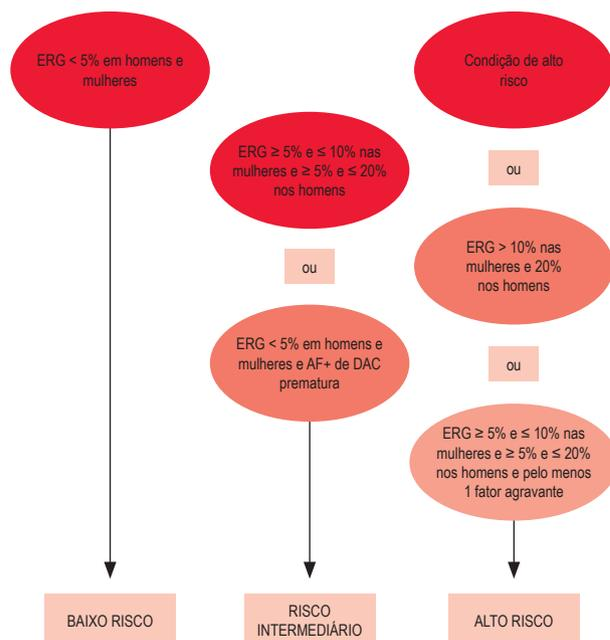 ERG < 5% em homens e
mulheres
ERG ≥ 5% e ≤ 10% nas
mulheres e ≥ 5% e ≤ 20%
nos homens
ou
ERG < 5% em homens e
mulheres e AF+ de DAC
prematura
Condição de alto
risco
ou
ERG > 10% nas
mulheres e 20%
nos homens
ou
ERG ≥ 5% e ≤ 10% nas
mulheres e ≥ 5% e ≤ 20%
nos homens e pelo menos
1 fator agravante
BAIXO RISCO
RISCO
INTERMEDIÁRIO
ALTO RISCO